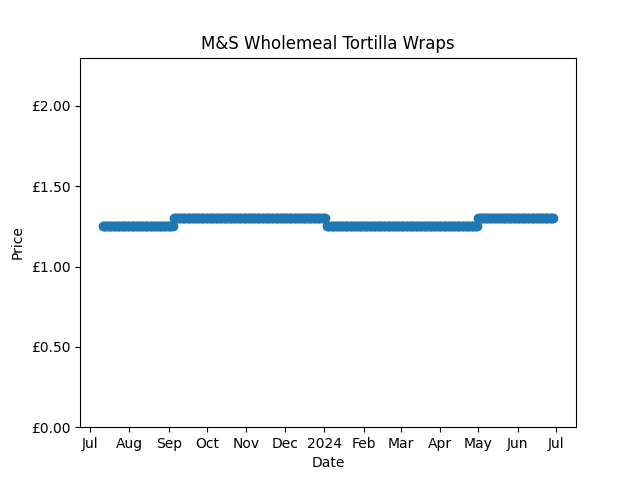 M&S Wholemeal Tortilla Wraps
£2.00
£1.50
£1.00
£0.50
£0.00
Price
Jul Aug Sep Oct Nov Dec 2024 Feb Mar Apr May Jun Jul
Date